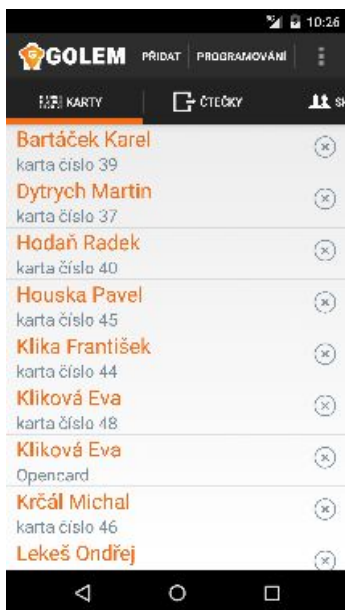 10:26
GOLEM PŘIDAT PROGRAMOVÁNÍ
KARTY ČTEČKY SK
Bartáček Karel
karta číslo 39
Dytrych Martin
karta číslo 37
Hodaň Radek
karta číslo 40
Houska Pavel
karta číslo 45
Klika František
karta číslo 44
Kliková Eva
karta číslo 48
Kliková Eva
Opencard
Krčál Michal
karta číslo 46
Lekeš Ondřej